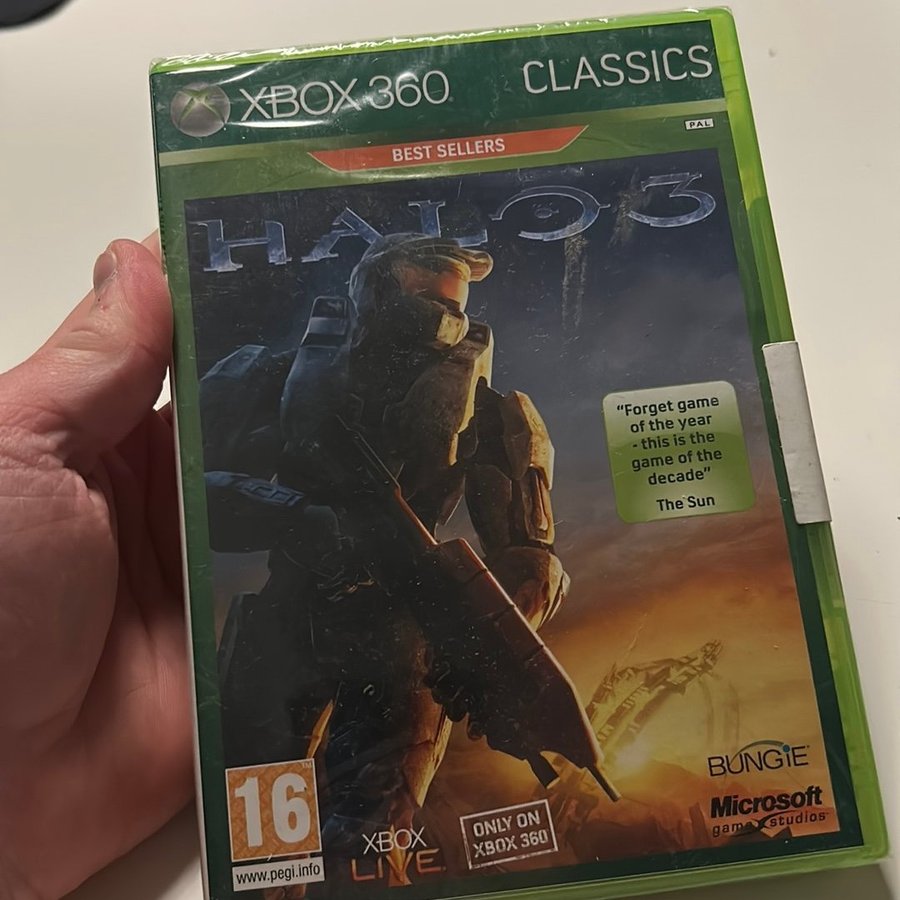 XBOX 360
CLASSICS
PAL
BEST SELLERS
HALO 3
“Forget game
of the year
- this is the
game of the
decade”
The Sun
BUNGiE
Microsoft
game studios
16
www.pegi.info
XBOX
LIVE
ONLY ON
XBOX 360